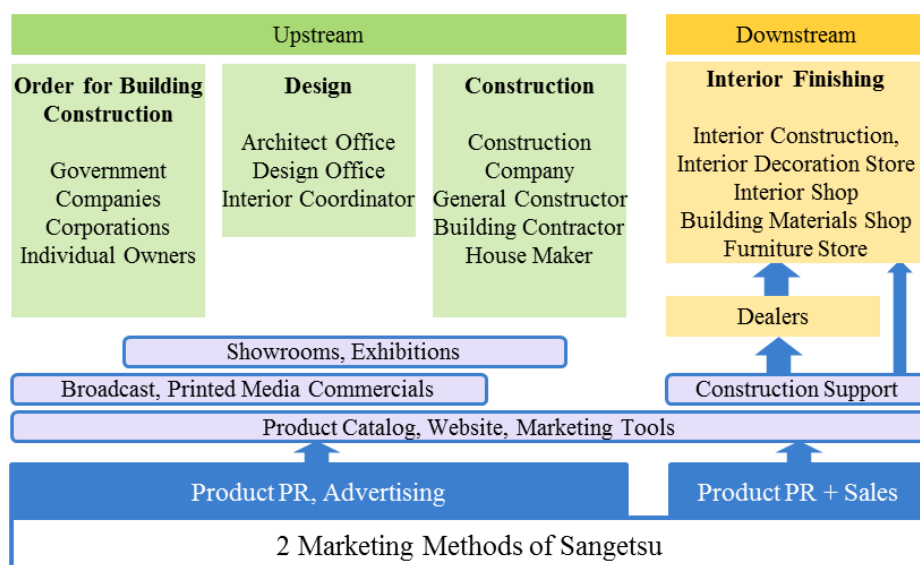 Upstream
Downstream
Order for Building
Construction
Government
Companies
Corporations
Individual Owners
Design
Architect Office
Design Office
Interior Coordinator
Construction
Construction
Company
General Constructor
Building Contractor
House Maker
Interior Finishing
Interior Construction,
Interior Decoration Store
Interior Shop
Building Materials Shop
Furniture Store
Dealers
Showrooms, Exhibitions
Broadcast, Printed Media Commercials
Construction Support
Product Catalog, Website, Marketing Tools
Product PR, Advertising
Product PR + Sales
2 Marketing Methods of Sangetsu